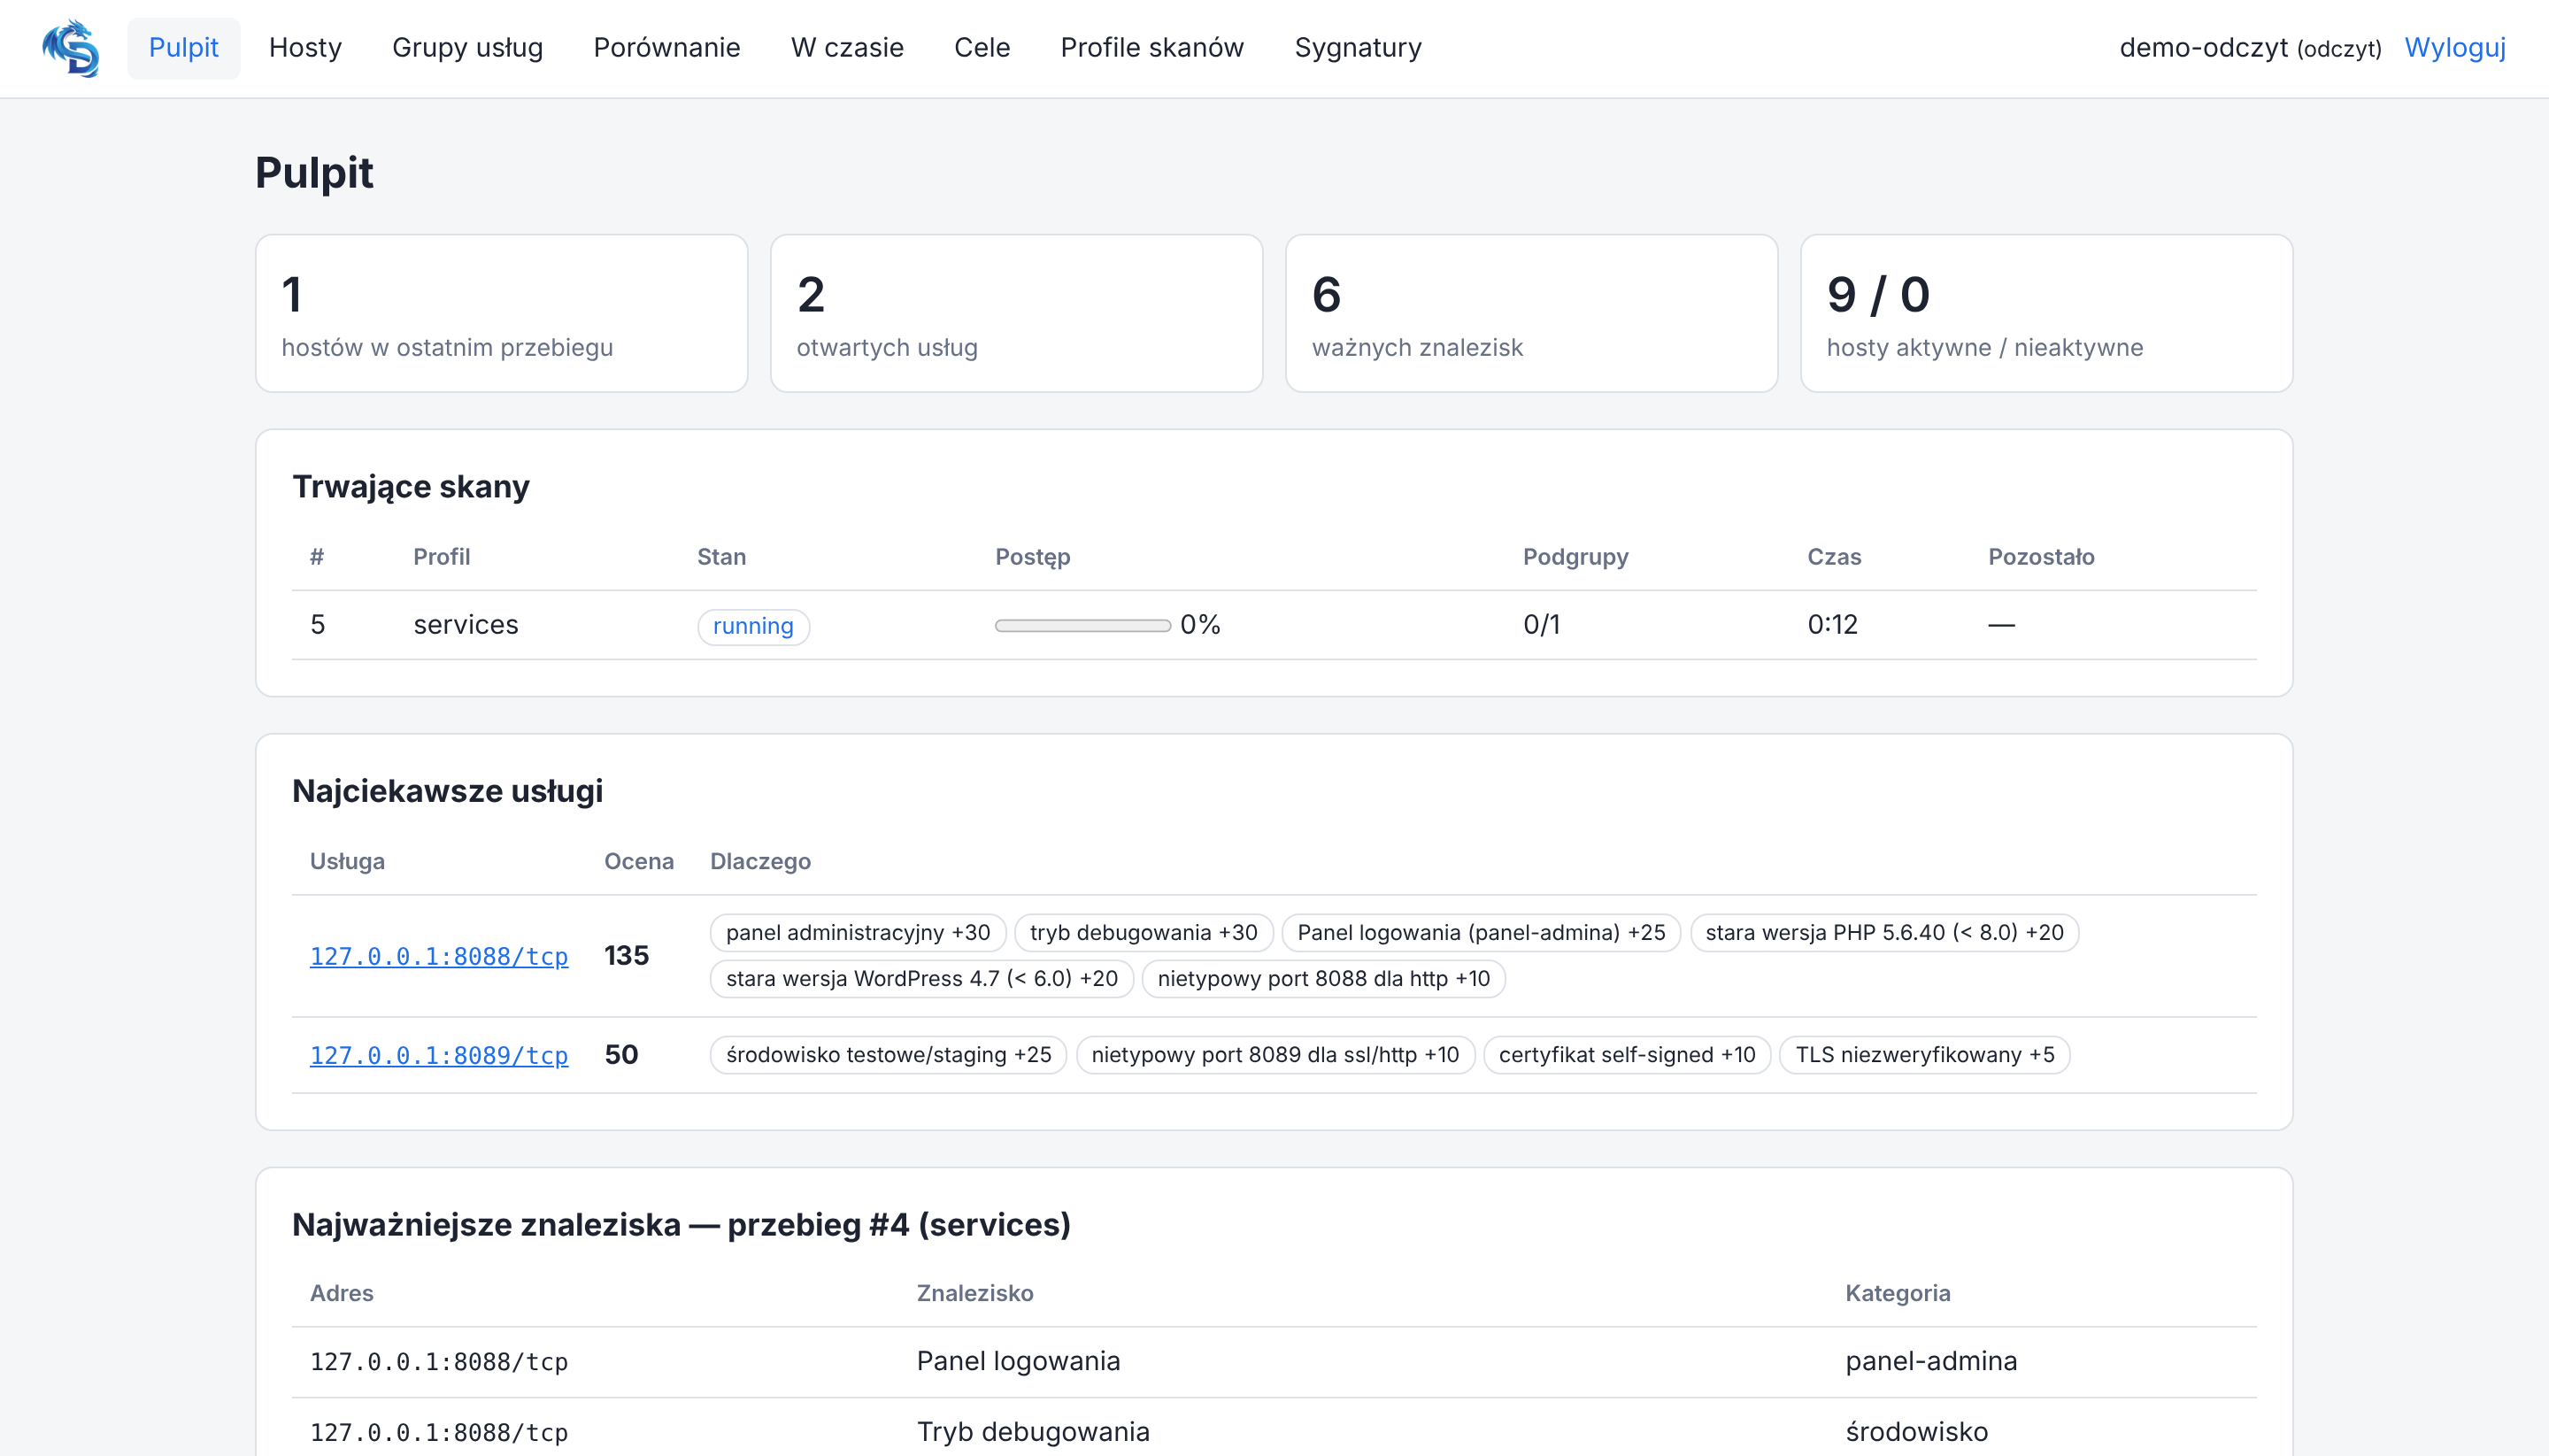 Pulpit Hosty Grupy usług Porównanie W czasie Cele Profile skanów Sygnatury demo-odczyt (odczyt) Wyloguj
Pulpit
1
hostów w ostatnim przebiegu
2
otwartych usług
6
ważnych znalezisk
9 / 0
hosty aktywne / nieaktywne
Trwające skany
# Profil Stan Postęp Podgrupy Czas Pozostało
5 services running 0% 0/1 0:12 —
Najciekawsze usługi
Usługa Ocena Dlaczego
127.0.0.1:8088/tcp 135 panel administracyjny +30 tryb debugowania +30 Panel logowania (panel-admina) +25 stara wersja PHP 5.6.40 (< 8.0) +20
stara wersja WordPress 4.7 (< 6.0) +20 nietypowy port 8088 dla http +10
127.0.0.1:8089/tcp 50 środowisko testowe/staging +25 nietypowy port 8089 dla ssl/http +10 certyfikat self-signed +10 TLS niezweryfikowany +5
Najważniejsze znaleziska — przebieg #4 (services)
Adres Znalezisko Kategoria
127.0.0.1:8088/tcp Panel logowania panel-admina
127.0.0.1:8088/tcp Tryb debugowania środowisko